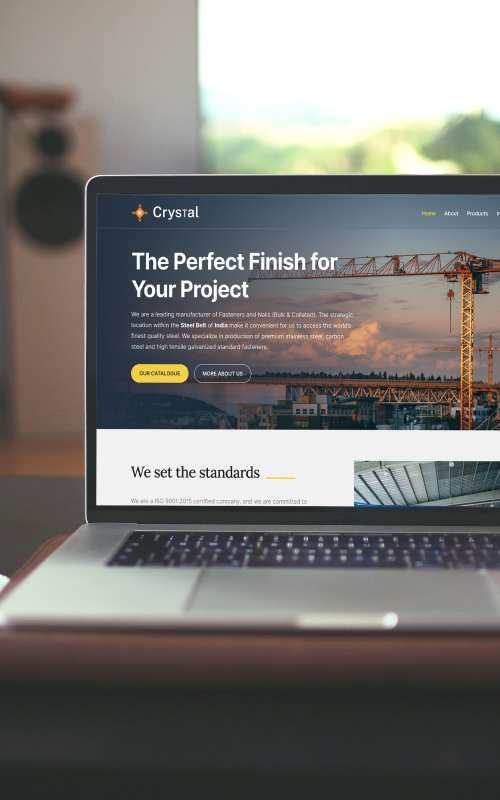 Crystal
Home About Products
The Perfect Finish for
Your Project
We are a leading manufacturer of Fasteners and Nails (Bulk & Collated). The strategic
location within the Steel Belt of India make it convenient for us to access the world's
finest quality steel. We specialize in production of premium stainless steel, carbon
steel and high tensile galvanized standard fasteners.
OUR CATALOGUE MORE ABOUT US
We set the standards
We are a ISO 9001:2015 certified company, and we are committed to